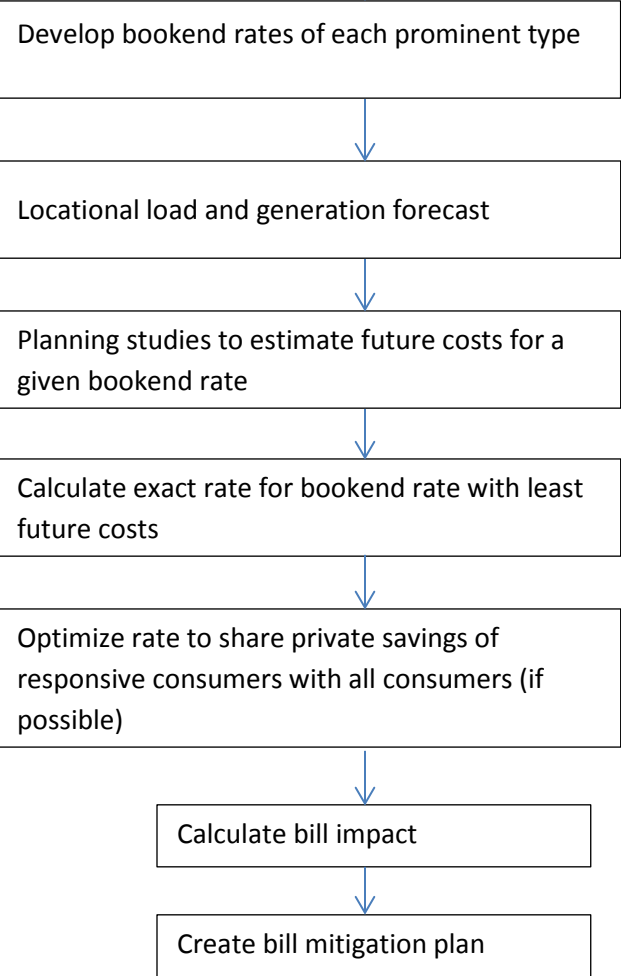 Develop bookend rates of each prominent type
Locational load and generation forecast
Planning studies to estimate future costs for a
given bookend rate
Calculate exact rate for bookend rate with least
future costs
Optimize rate to share private savings of
responsive consumers with all consumers (if
possible)
Calculate bill impact
Create bill mitigation plan